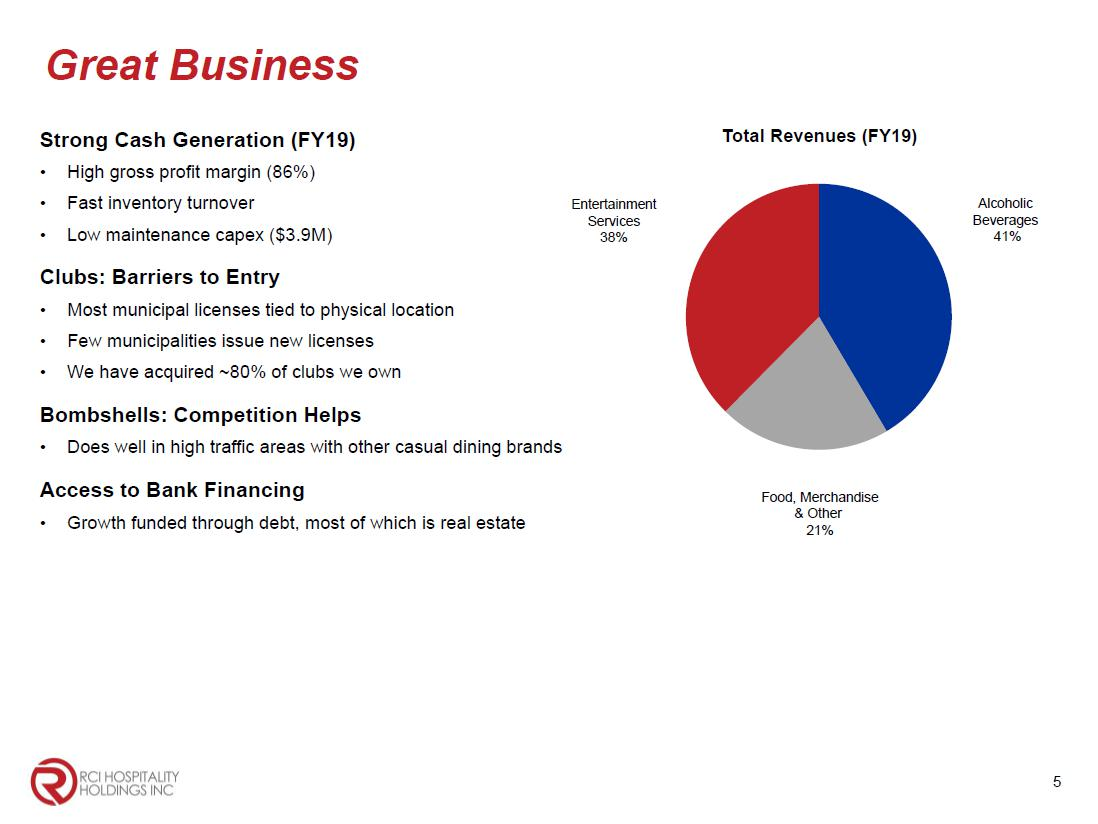 Great Business
Strong Cash Generation (FY19)
• High gross profit margin (86%)
• Fast inventory turnover
• Low maintenance capex ($3.9M)
Clubs: Barriers to Entry
• Most municipal licenses tied to physical location
• Few municipalities issue new licenses
• We have acquired ~80% of clubs we own
Bombshells: Competition Helps
• Does well in high traffic areas with other casual dining brands
Access to Bank Financing
• Growth funded through debt, most of which is real estate
Total Revenues (FY19)
Entertainment
Services
38%
Alcoholic
Beverages
41%
Food, Merchandise
& Other
21%
R
RCI HOSPITALITY
HOLDINGS INC
5